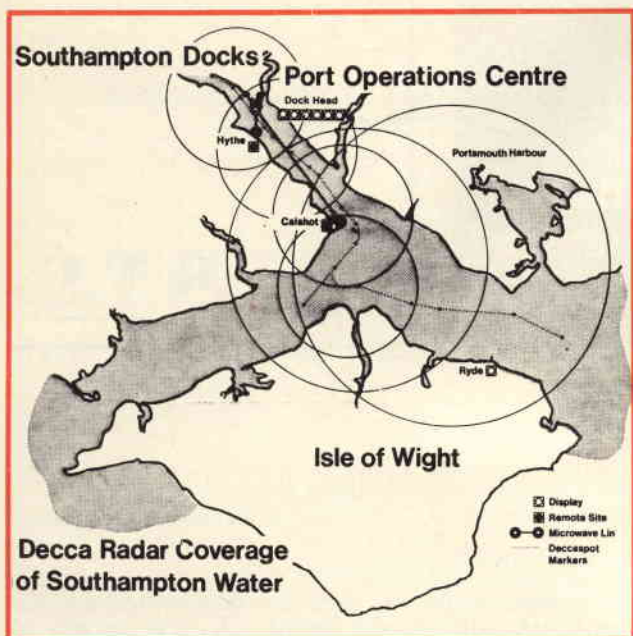 Southampton Docks
Port Operations Centre
Dock Head
Hythe
Portsmouth Harbour
Calshot
Ryde
Isle of Wight
Display
Remote Site
Microwave Lin
Deccaspot
Markers
Decca Radar Coverage
of Southampton Water